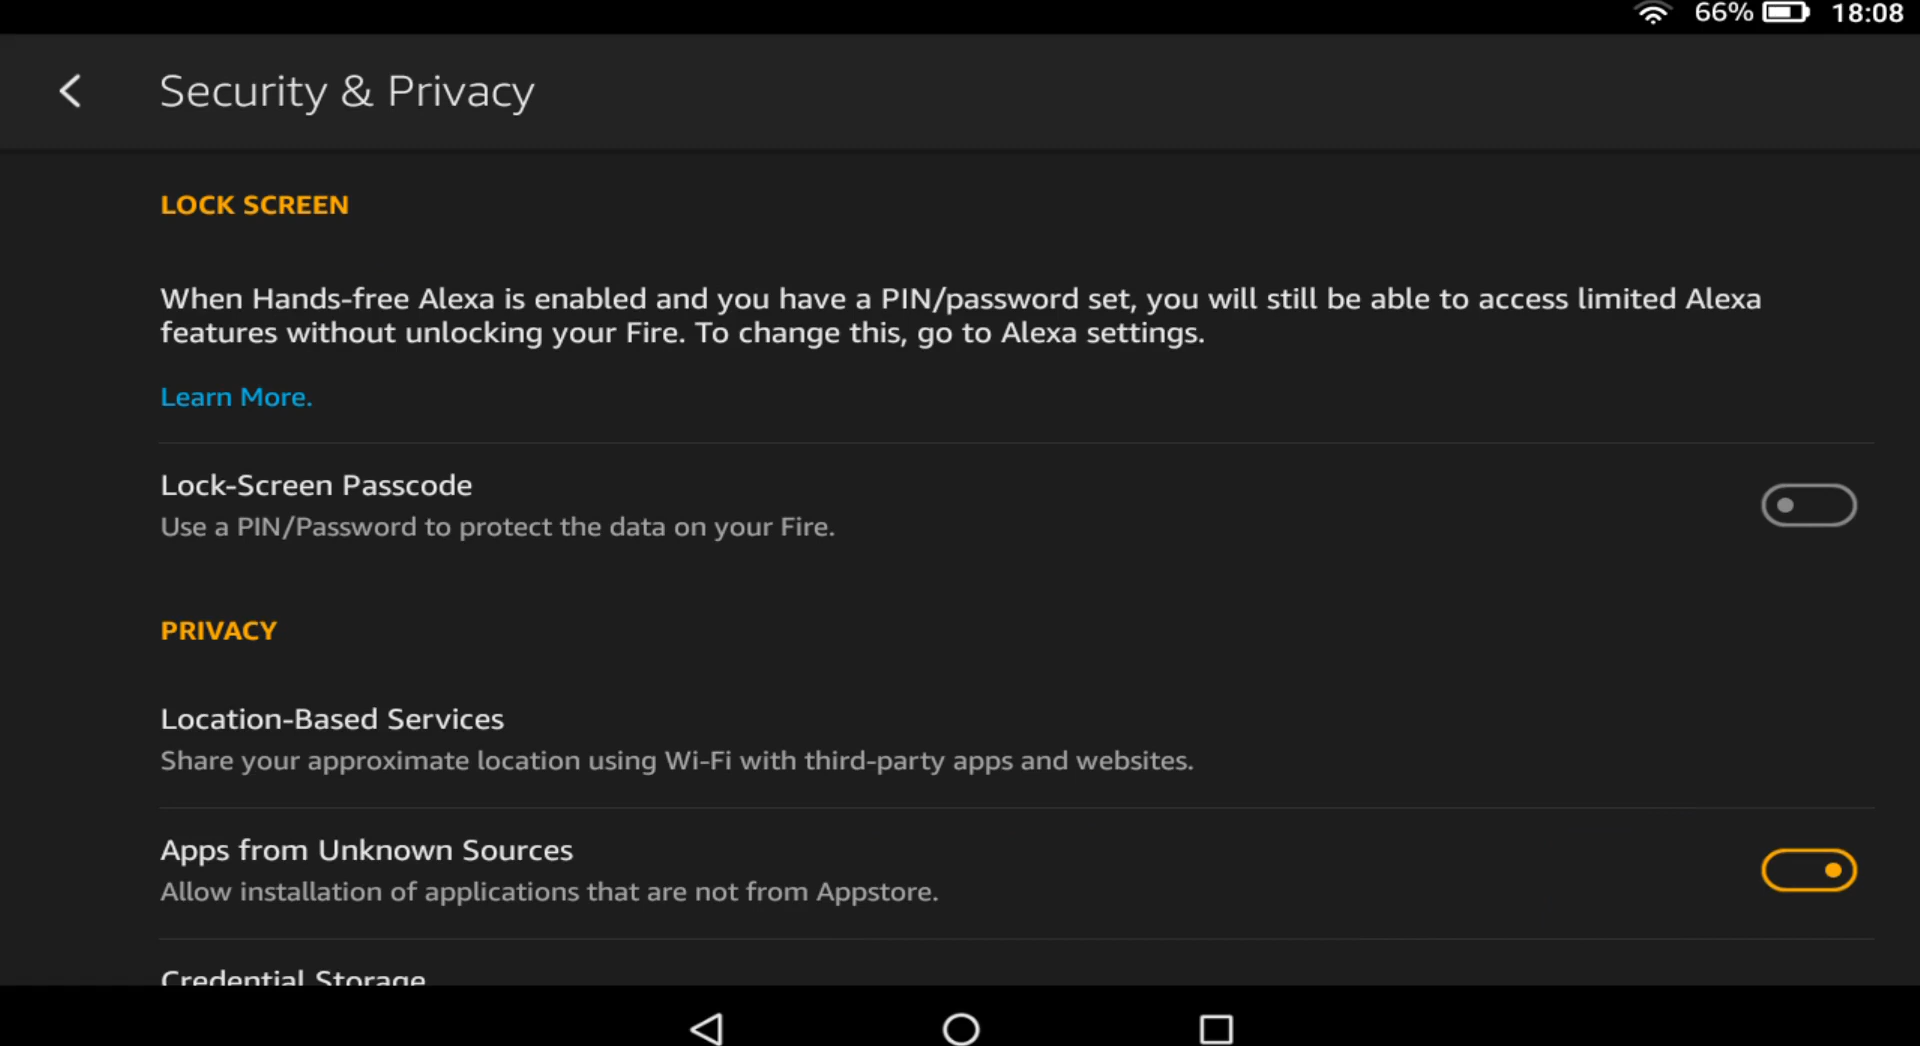 66% 18:08
Security & Privacy
LOCK SCREEN
When Hands-free Alexa is enabled and you have a PIN/password set, you will still be able to access limited Alexa
features without unlocking your Fire. To change this, go to Alexa settings.
Learn More.
Lock-Screen Passcode
Use a PIN/Password to protect the data on your Fire.
PRIVACY
Location-Based Services
Share your approximate location using Wi-Fi with third-party apps and websites.
Apps from Unknown Sources
Allow installation of applications that are not from Appstore.
Credential Storage